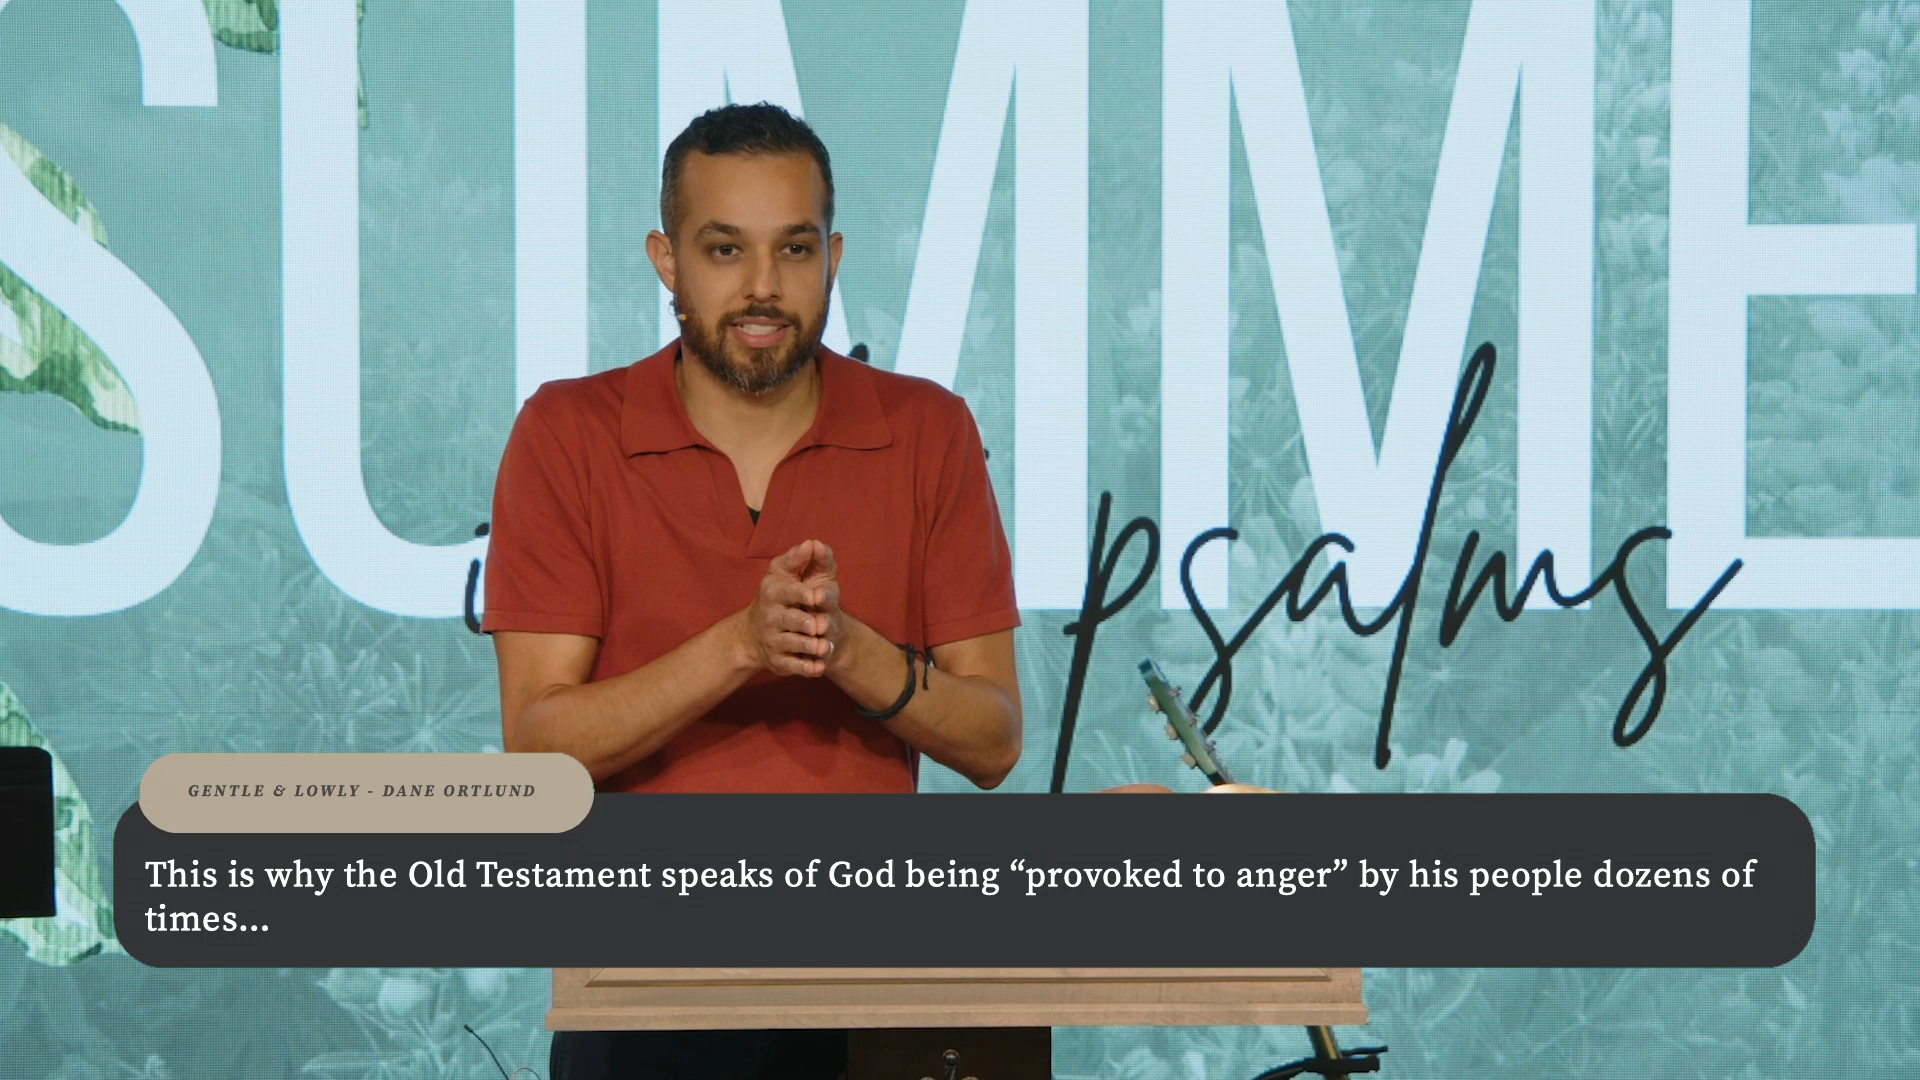 SUMME
psalms
GENTLE & LOWLY - DANE ORTLUND
This is why the Old Testament speaks of God being “provoked to anger” by his people dozens of
times...